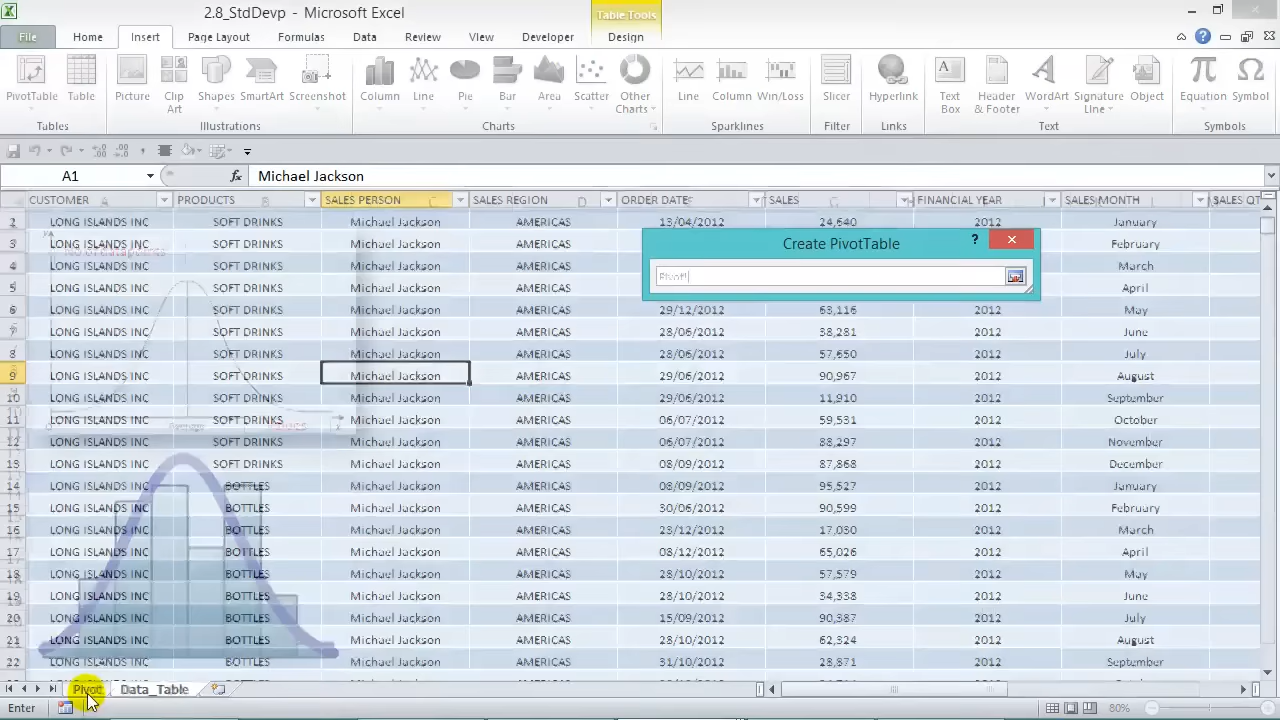 2.8_StdDevp - Microsoft Excel
Table Tools
File Home Insert Page Layout Formulas Data Review View Developer Design
PivotTable Table Picture Clip Art Shapes SmartArt Screenshot Column Line Pie Bar Area Scatter Other Charts Line Column Win/Loss Slicer Hyperlink Text Box Header & Footer WordArt Signature Line Object Equation Symbol
Tables Illustrations Charts Sparklines Filter Links Text Symbols
A1 fx Michael Jackson
CUSTOMER PRODUCTS SALES PERSON SALES REGION ORDER DATE SALES FINANCIAL YEAR SALES MONTH SALES QT
2 LONG ISLANDS INC SOFT DRINKS Michael Jackson AMERICAS 13/04/2012 24,640 2012 January
3 LONG ISLANDS INC SOFT DRINKS Michael Jackson AMERICAS February
Create PivotTable
4 LONG ISLANDS INC SOFT DRINKS Michael Jackson AMERICAS March
Pivot!
5 LONG ISLANDS INC SOFT DRINKS Michael Jackson AMERICAS April
6 LONG ISLANDS INC SOFT DRINKS Michael Jackson AMERICAS 29/12/2012 63,116 2012 May
7 LONG ISLANDS INC SOFT DRINKS Michael Jackson AMERICAS 28/06/2012 38,281 2012 June
8 LONG ISLANDS INC SOFT DRINKS Michael Jackson AMERICAS 28/06/2012 57,650 2012 July
9 LONG ISLANDS INC SOFT DRINKS Michael Jackson AMERICAS 29/06/2012 90,967 2012 August
10 LONG ISLANDS INC SOFT DRINKS Michael Jackson AMERICAS 29/06/2012 11,910 2012 September
11 LONG ISLANDS INC SOFT DRINKS Michael Jackson AMERICAS 06/07/2012 59,531 2012 October
Average
12 LONG ISLANDS INC SOFT DRINKS Michael Jackson AMERICAS 06/07/2012 88,297 2012 November
13 LONG ISLANDS INC SOFT DRINKS Michael Jackson AMERICAS 08/09/2012 87,868 2012 December
14 LONG ISLANDS INC BOTTLES Michael Jackson AMERICAS 08/09/2012 95,527 2012 January
15 LONG ISLANDS INC BOTTLES Michael Jackson AMERICAS 30/06/2012 90,599 2012 February
16 LONG ISLANDS INC BOTTLES Michael Jackson AMERICAS 23/12/2012 17,030 2012 March
17 LONG ISLANDS INC BOTTLES Michael Jackson AMERICAS 08/12/2012 65,026 2012 April
18 LONG ISLANDS INC BOTTLES Michael Jackson AMERICAS 28/10/2012 57,579 2012 May
19 LONG ISLANDS INC BOTTLES Michael Jackson AMERICAS 28/10/2012 34,338 2012 June
20 LONG ISLANDS INC BOTTLES Michael Jackson AMERICAS 15/09/2012 90,387 2012 July
21 LONG ISLANDS INC BOTTLES Michael Jackson AMERICAS 28/10/2012 62,324 2012 August
22 LONG ISLANDS INC BOTTLES Michael Jackson AMERICAS 31/10/2012 28,871 2012 September
Pivot Data_Table
Enter 80%